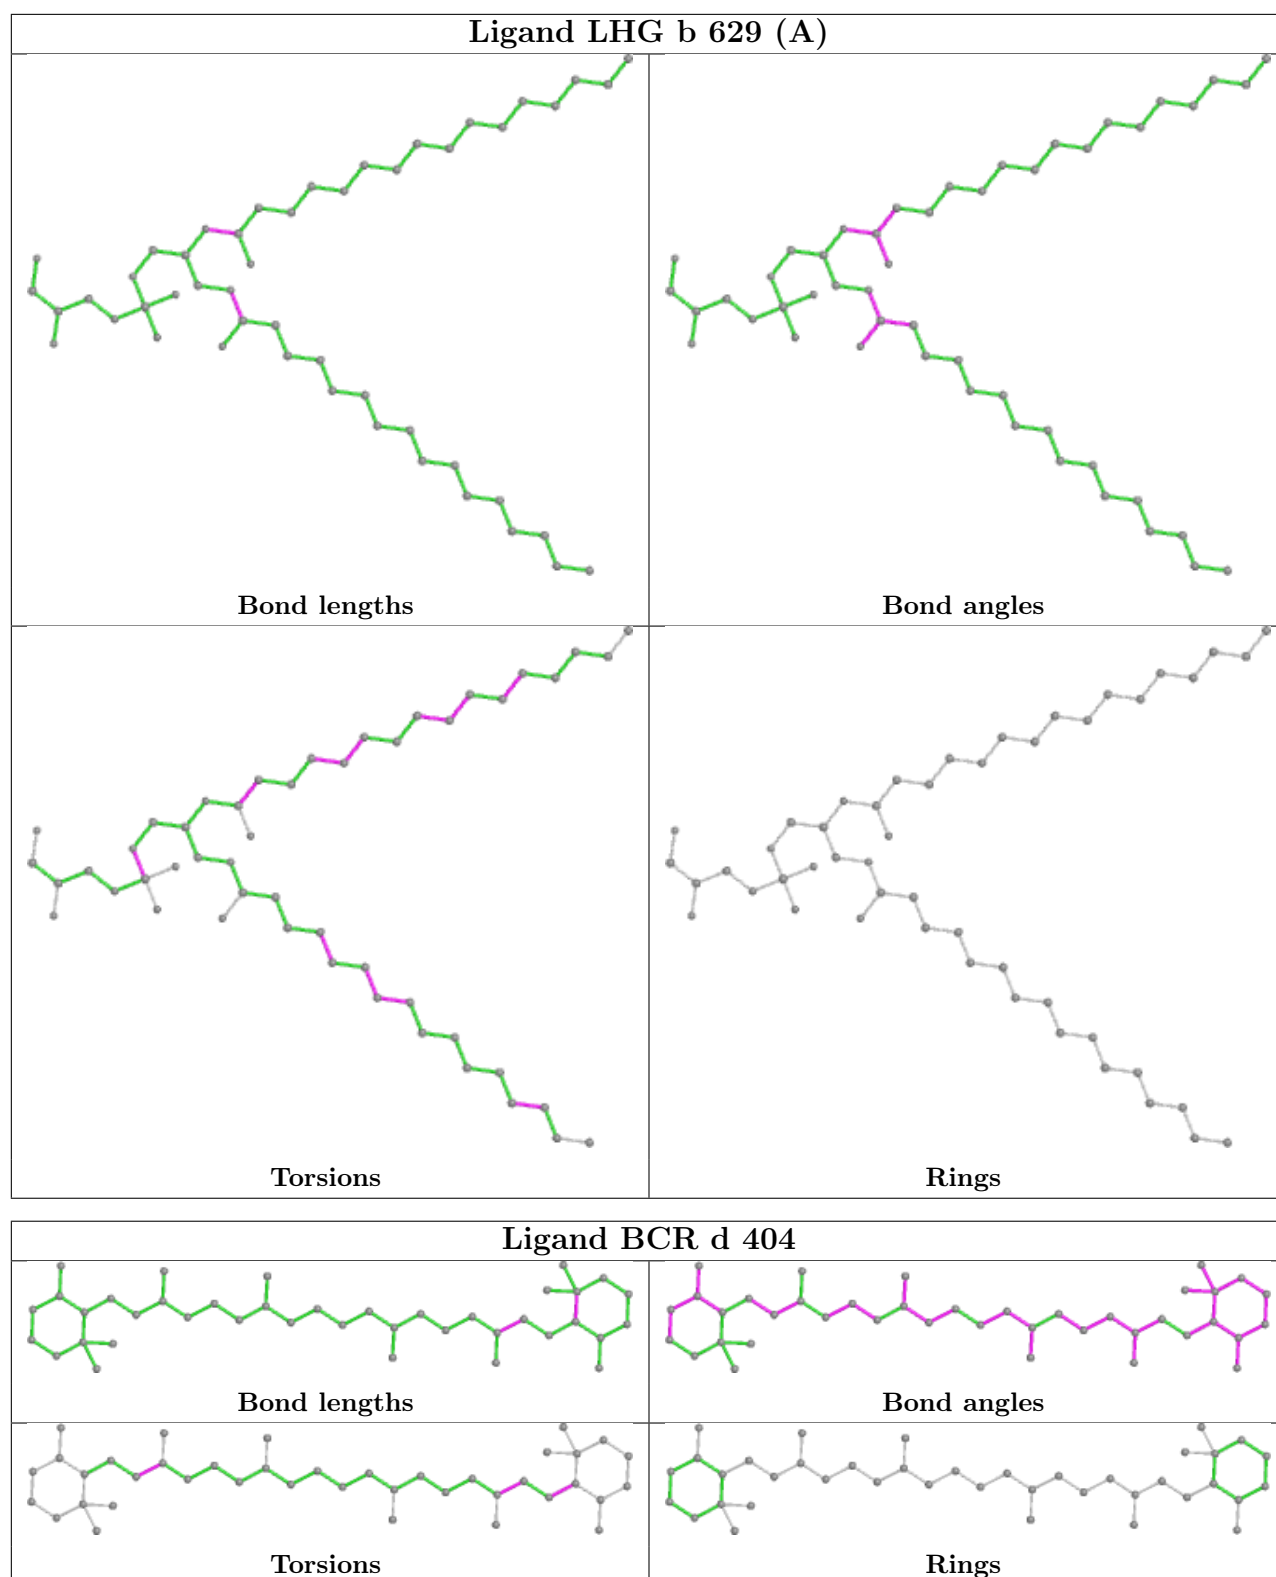 Ligand LHG b 629 (A)
Bond lengths
Bond angles
Torsions
Rings
Ligand BCR d 404
Bond lengths
Bond angles
Torsions
Rings